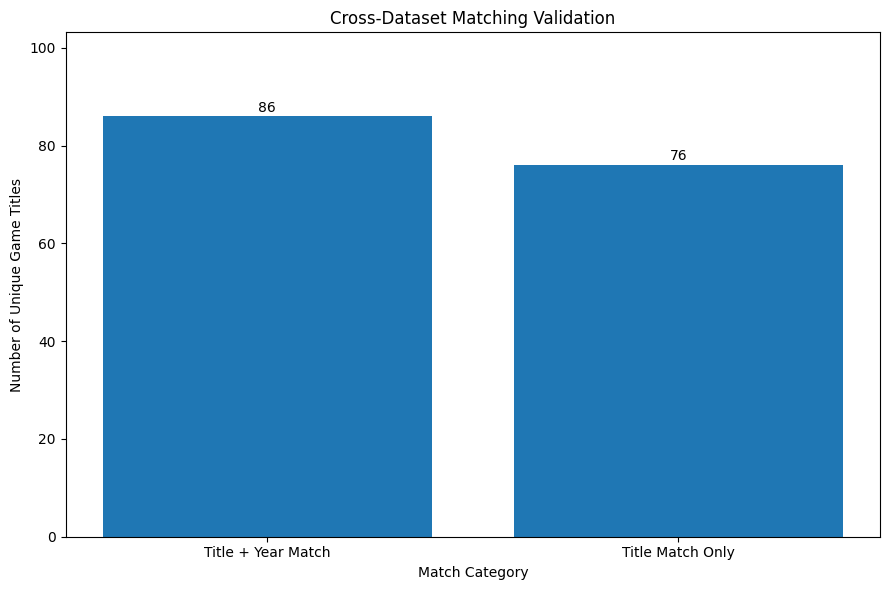 Cross-Dataset Matching Validation
100
80
60
40
20
0
Number of Unique Game Titles
86
76
Title + Year Match
Title Match Only
Match Category